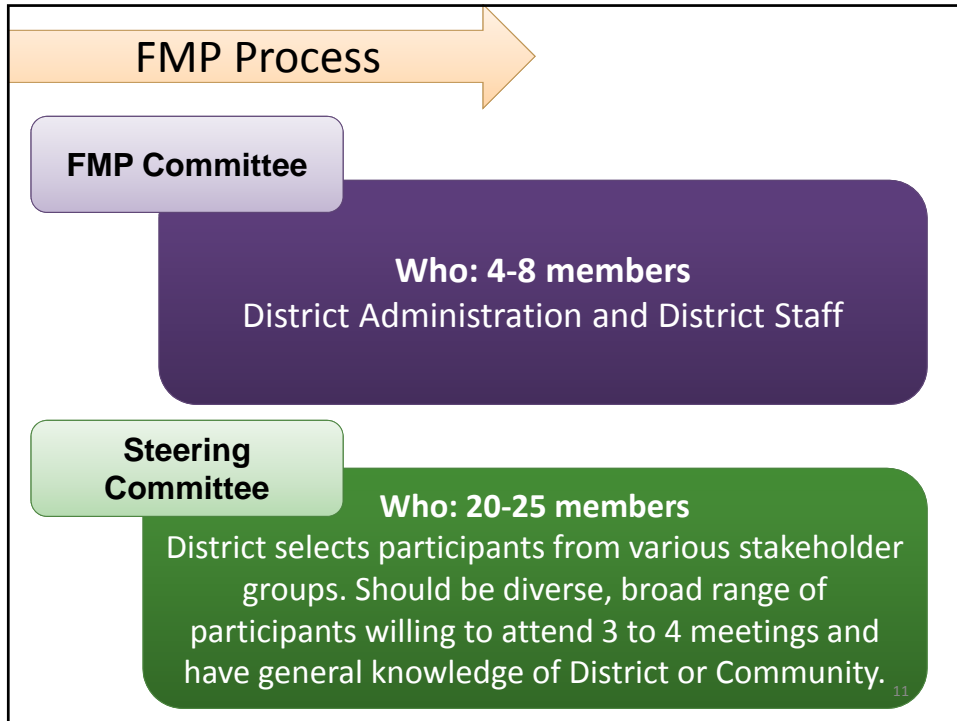 FMP Process
FMP Committee
Who: 4-8 members
District Administration and District Staff
Steering
Committee
Who: 20-25 members
District selects participants from various stakeholder
groups. Should be diverse, broad range of
participants willing to attend 3 to 4 meetings and
have general knowledge of District or Community.
11